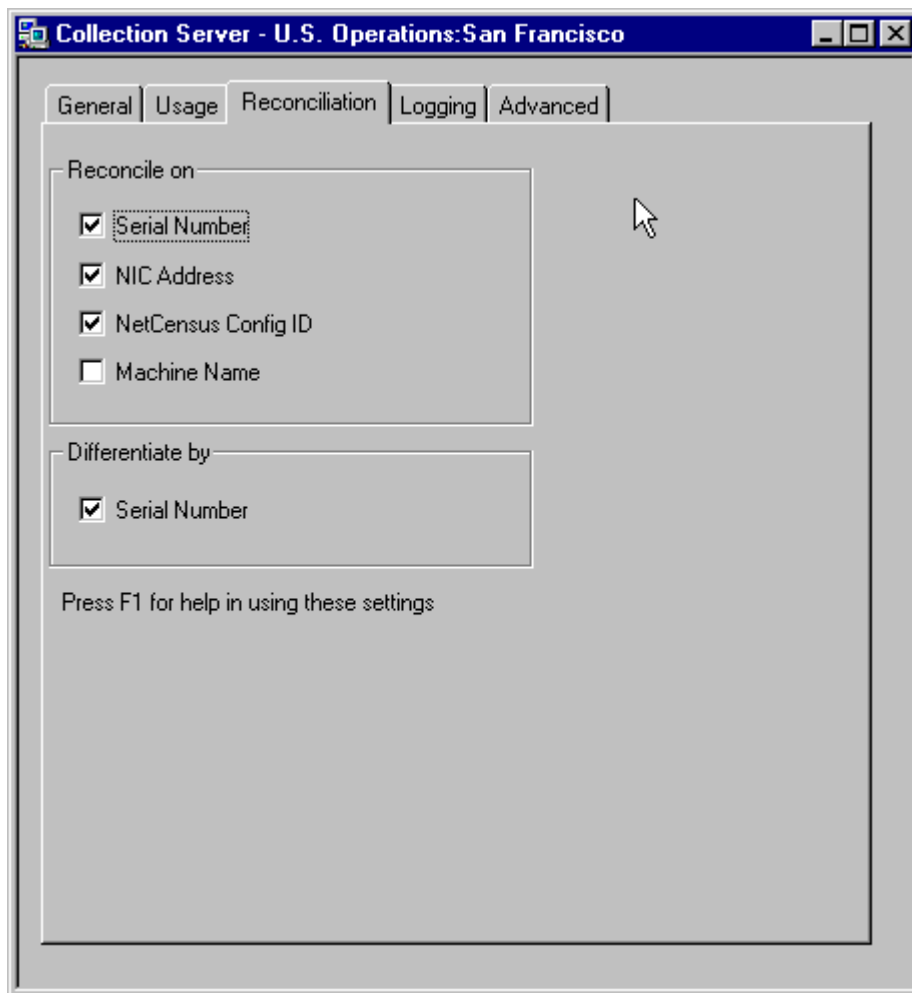 Collection Server - U.S. Operations:San Francisco
General Usage Reconciliation Logging Advanced
Reconcile on
Serial Number
NIC Address
NetCensus Config ID
Machine Name
Differentiate by
Serial Number
Press F1 for help in using these settings